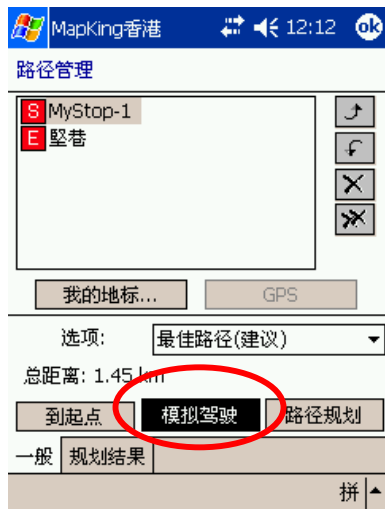 MapKing香港 12:12 ok
路径管理
S MyStop-1
E 堅巷
我的地标... GPS
选项: 最佳路径(建议)
总距离: 1.45 km
到起点 模拟驾驶 路径规划
一般 规划结果
拼